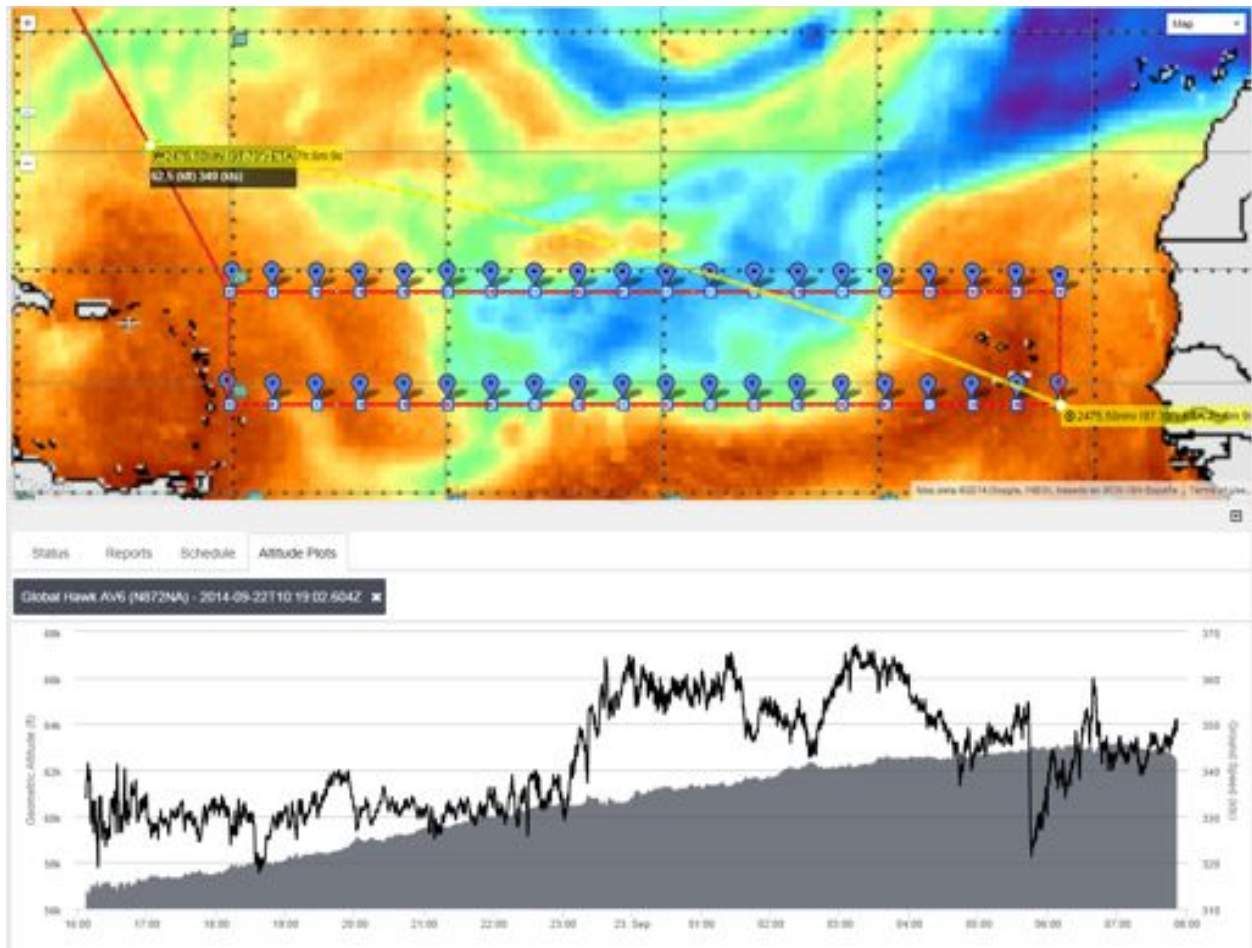 Map
62.5 (kft) 349 (kts)
Status Reports Schedule Altitude Plots
Global Hawk AV6 (N872NA) - 2014-09-22T10:19:02.604Z ×
68k
370
66k
360
64k
350
62k
340
60k
330
58k
320
56k
310
Geometric Altitude (ft)
Ground Speed (kts)
16:00 17:00 18:00 19:00 20:00 21:00 22:00 23:00 23. Sep 01:00 02:00 03:00 04:00 05:00 06:00 07:00 08:00